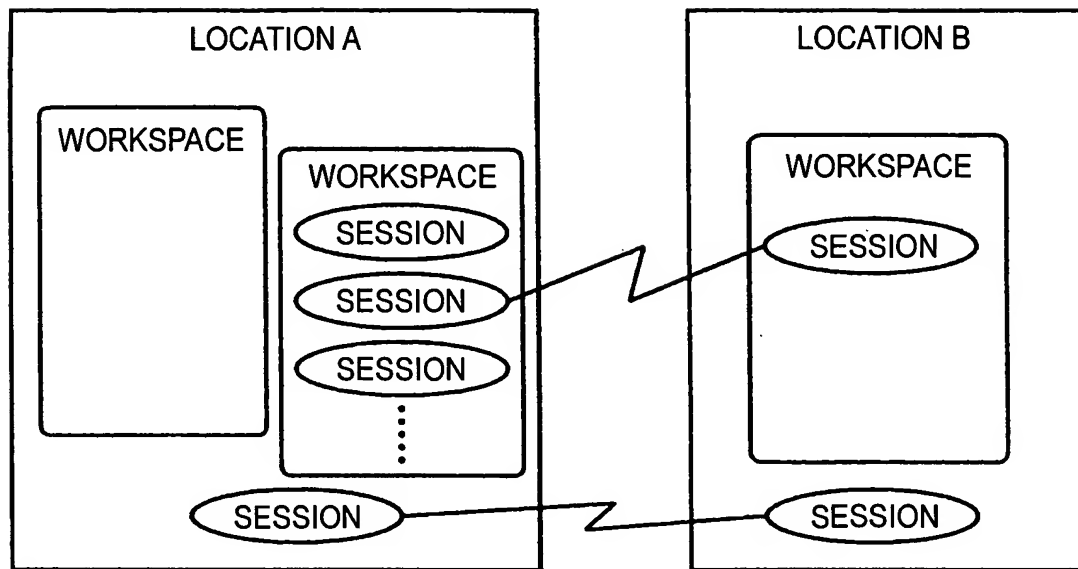 LOCATION A
WORKSPACE
WORKSPACE
SESSION
SESSION
SESSION
SESSION
LOCATION B
WORKSPACE
SESSION
SESSION